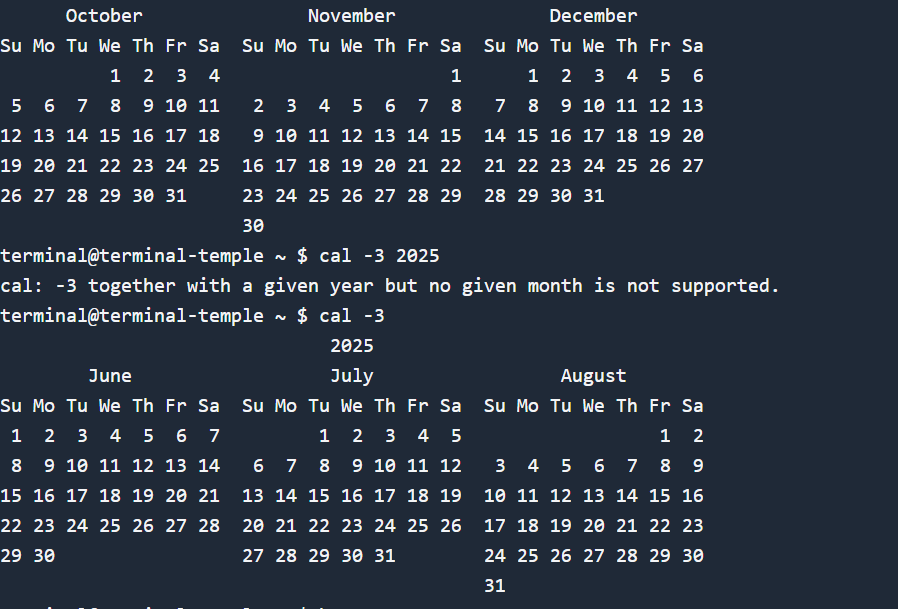 October               November              December
Su Mo Tu We Th Fr Sa  Su Mo Tu We Th Fr Sa  Su Mo Tu We Th Fr Sa
          1  2  3  4                     1      1  2  3  4  5  6
 5  6  7  8  9 10 11   2  3  4  5  6  7  8   7  8  9 10 11 12 13
12 13 14 15 16 17 18   9 10 11 12 13 14 15  14 15 16 17 18 19 20
19 20 21 22 23 24 25  16 17 18 19 20 21 22  21 22 23 24 25 26 27
26 27 28 29 30 31     23 24 25 26 27 28 29  28 29 30 31
                      30
terminal@terminal-temple ~ $ cal -3 2025
cal: -3 together with a given year but no given month is not supported.
terminal@terminal-temple ~ $ cal -3
                              2025
        June                  July                 August
Su Mo Tu We Th Fr Sa  Su Mo Tu We Th Fr Sa  Su Mo Tu We Th Fr Sa
 1  2  3  4  5  6  7         1  2  3  4  5                  1  2
 8  9 10 11 12 13 14   6  7  8  9 10 11 12   3  4  5  6  7  8  9
15 16 17 18 19 20 21  13 14 15 16 17 18 19  10 11 12 13 14 15 16
22 23 24 25 26 27 28  20 21 22 23 24 25 26  17 18 19 20 21 22 23
29 30                 27 28 29 30 31        24 25 26 27 28 29 30
                                            31